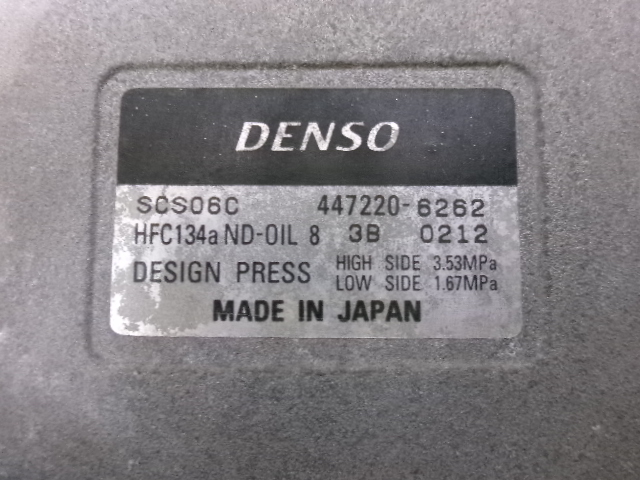 DENSO
SCS06C 447220-6262
HFC134a ND-OIL 8 3B 0212
DESIGN PRESS HIGH SIDE 3.53MPa
LOW SIDE 1.67MPa
MADE IN JAPAN